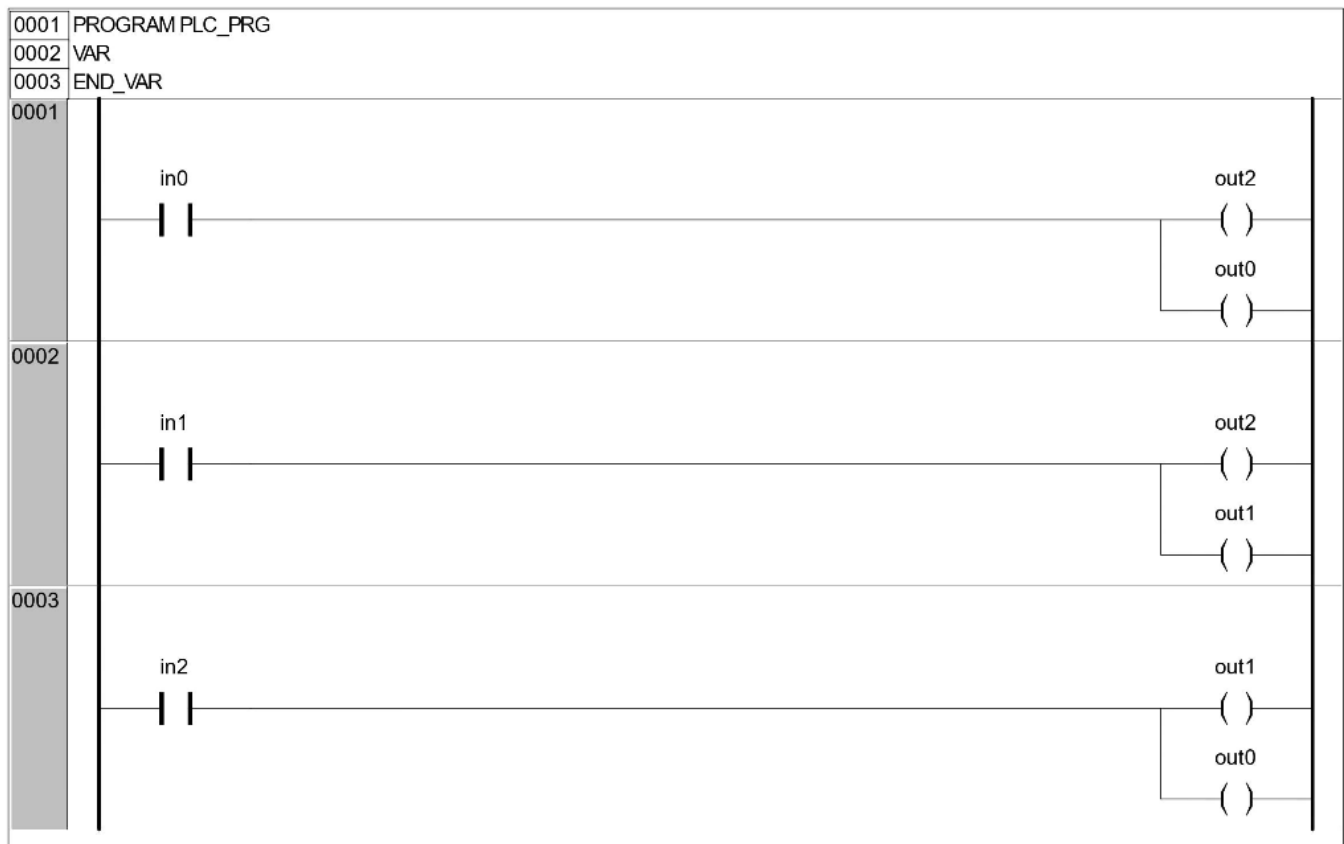 0001 PROGRAM PLC_PRG
0002 VAR
0003 END_VAR
0001
in0 out2
out0
0002
in1 out2
out1
0003
in2 out1
out0